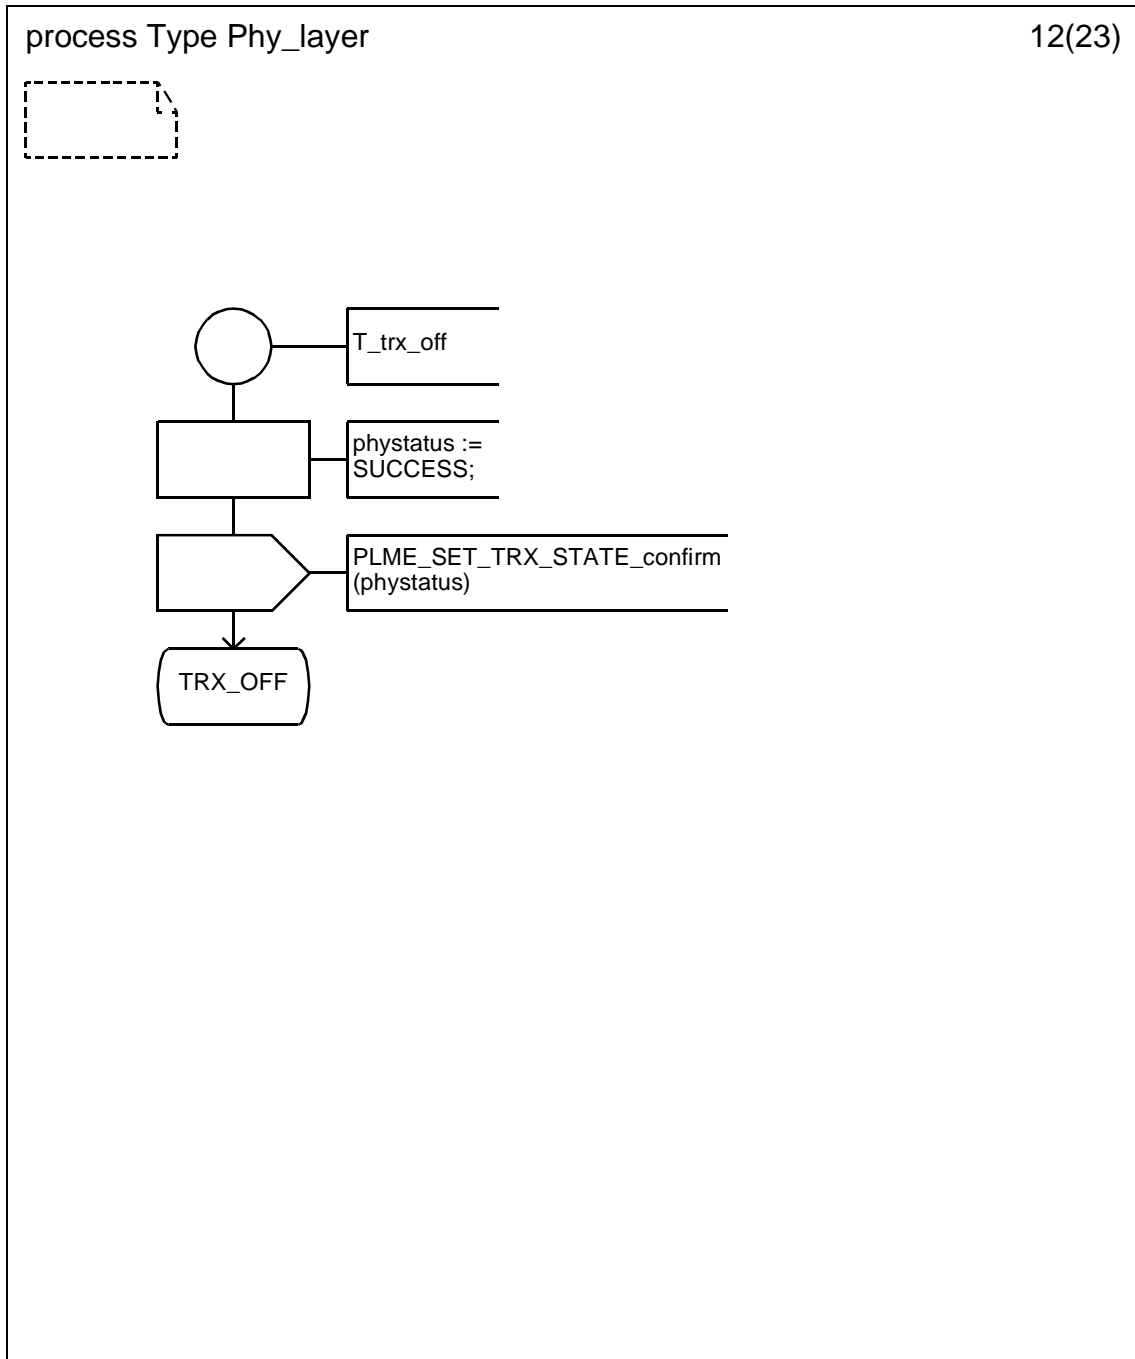 process Type Phy_layer
12(23)
T_trx_off
phystatus :=
SUCCESS;
PLME_SET_TRX_STATE_confirm
(phystatus)
TRX_OFF